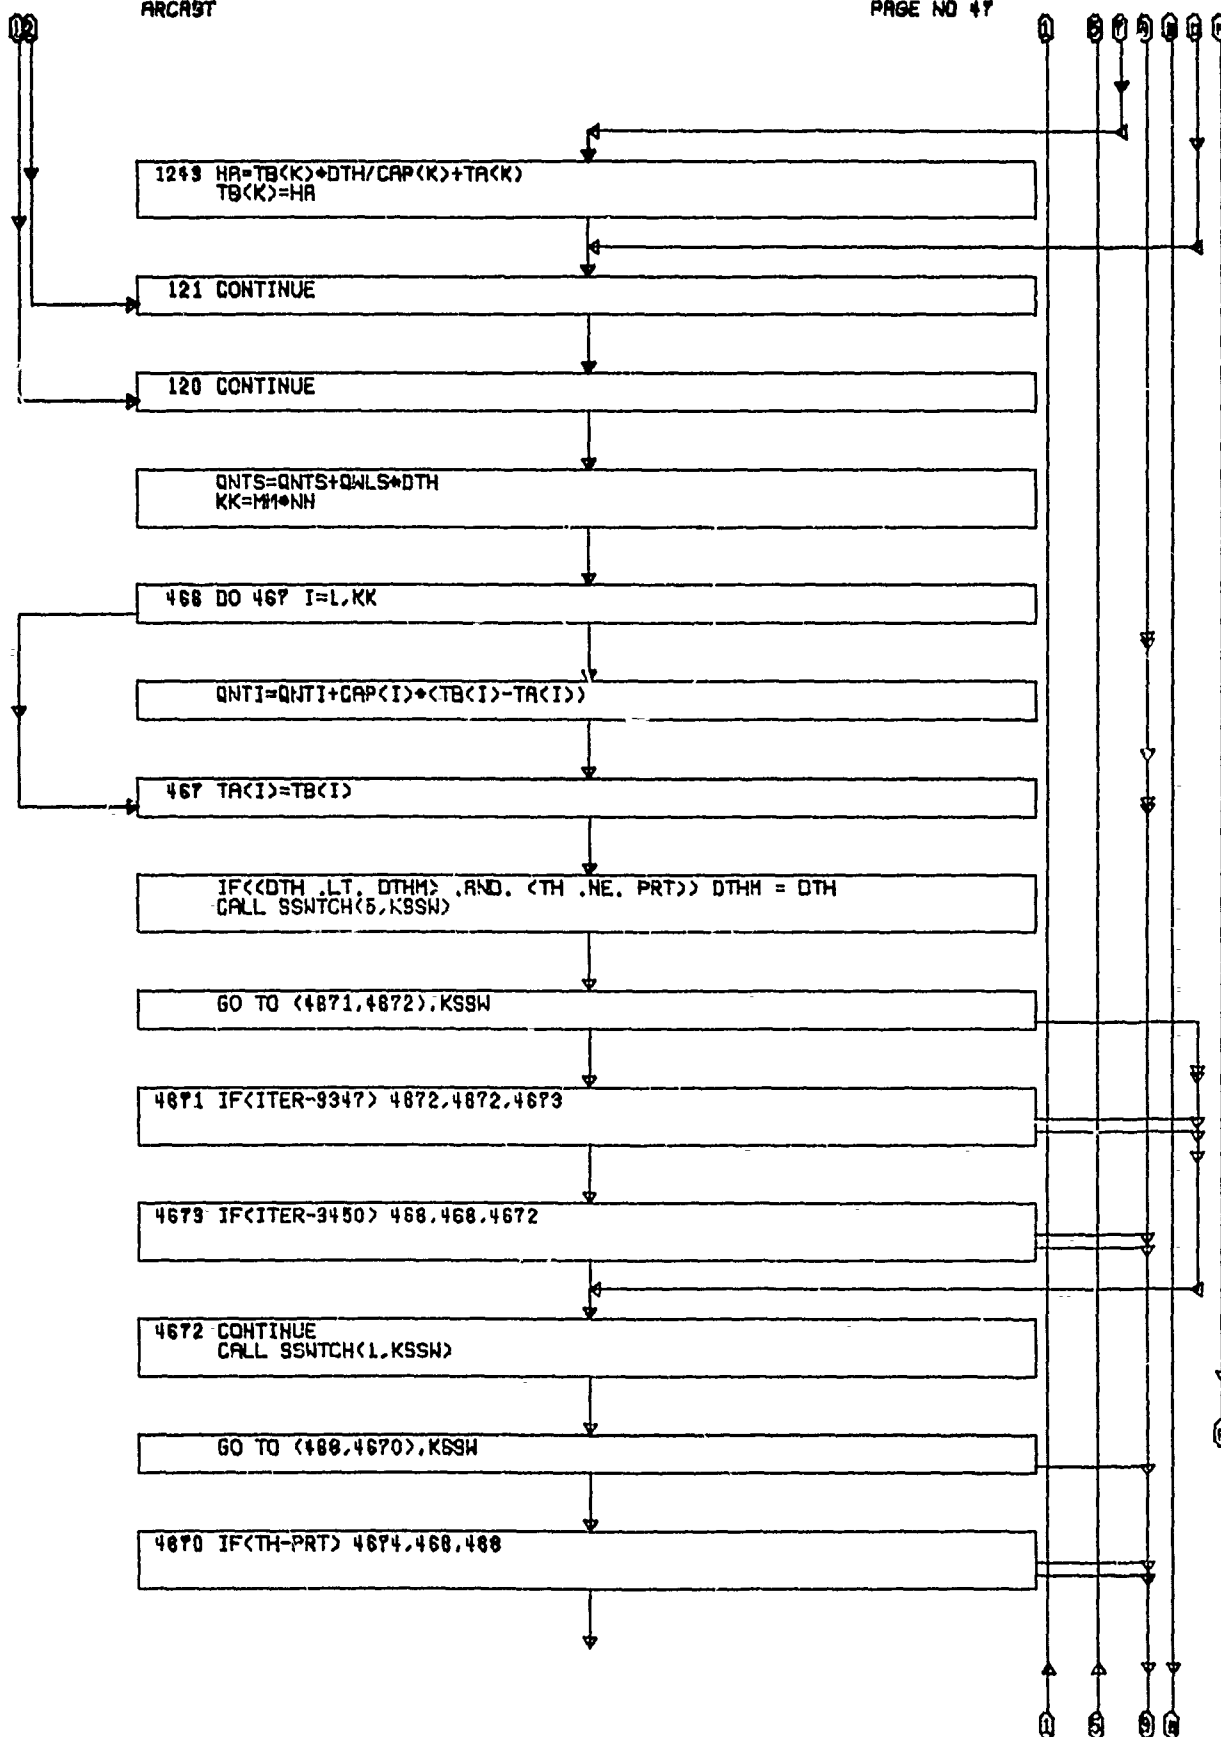 ARCAST PAGE NO 47
1243 HA=TB(K)*DTH/CAP(K)+TA(K)
TB(K)=HA
121 CONTINUE
120 CONTINUE
QNTS=QNTS+QWLS*DTH
KK=MM*NN
466 DO 467 I=1,KK
QNTI=QNTI+CAP(I)*(TB(I)-TA(I))
467 TA(I)=TB(I)
IF((DTH .LT. DTHM) .AND. (TH .NE. PRT)) DTHM = DTH
CALL SSWTCH(5,KSSW)
GO TO (4671,4672),KSSW
4671 IF(ITER-3347) 4672,4672,4673
4673 IF(ITER-3450) 468,468,4672
4672 CONTINUE
CALL SSWTCH(1,KSSW)
GO TO (468,4670),KSSW
4670 IF(TH-PRT) 4674,468,468